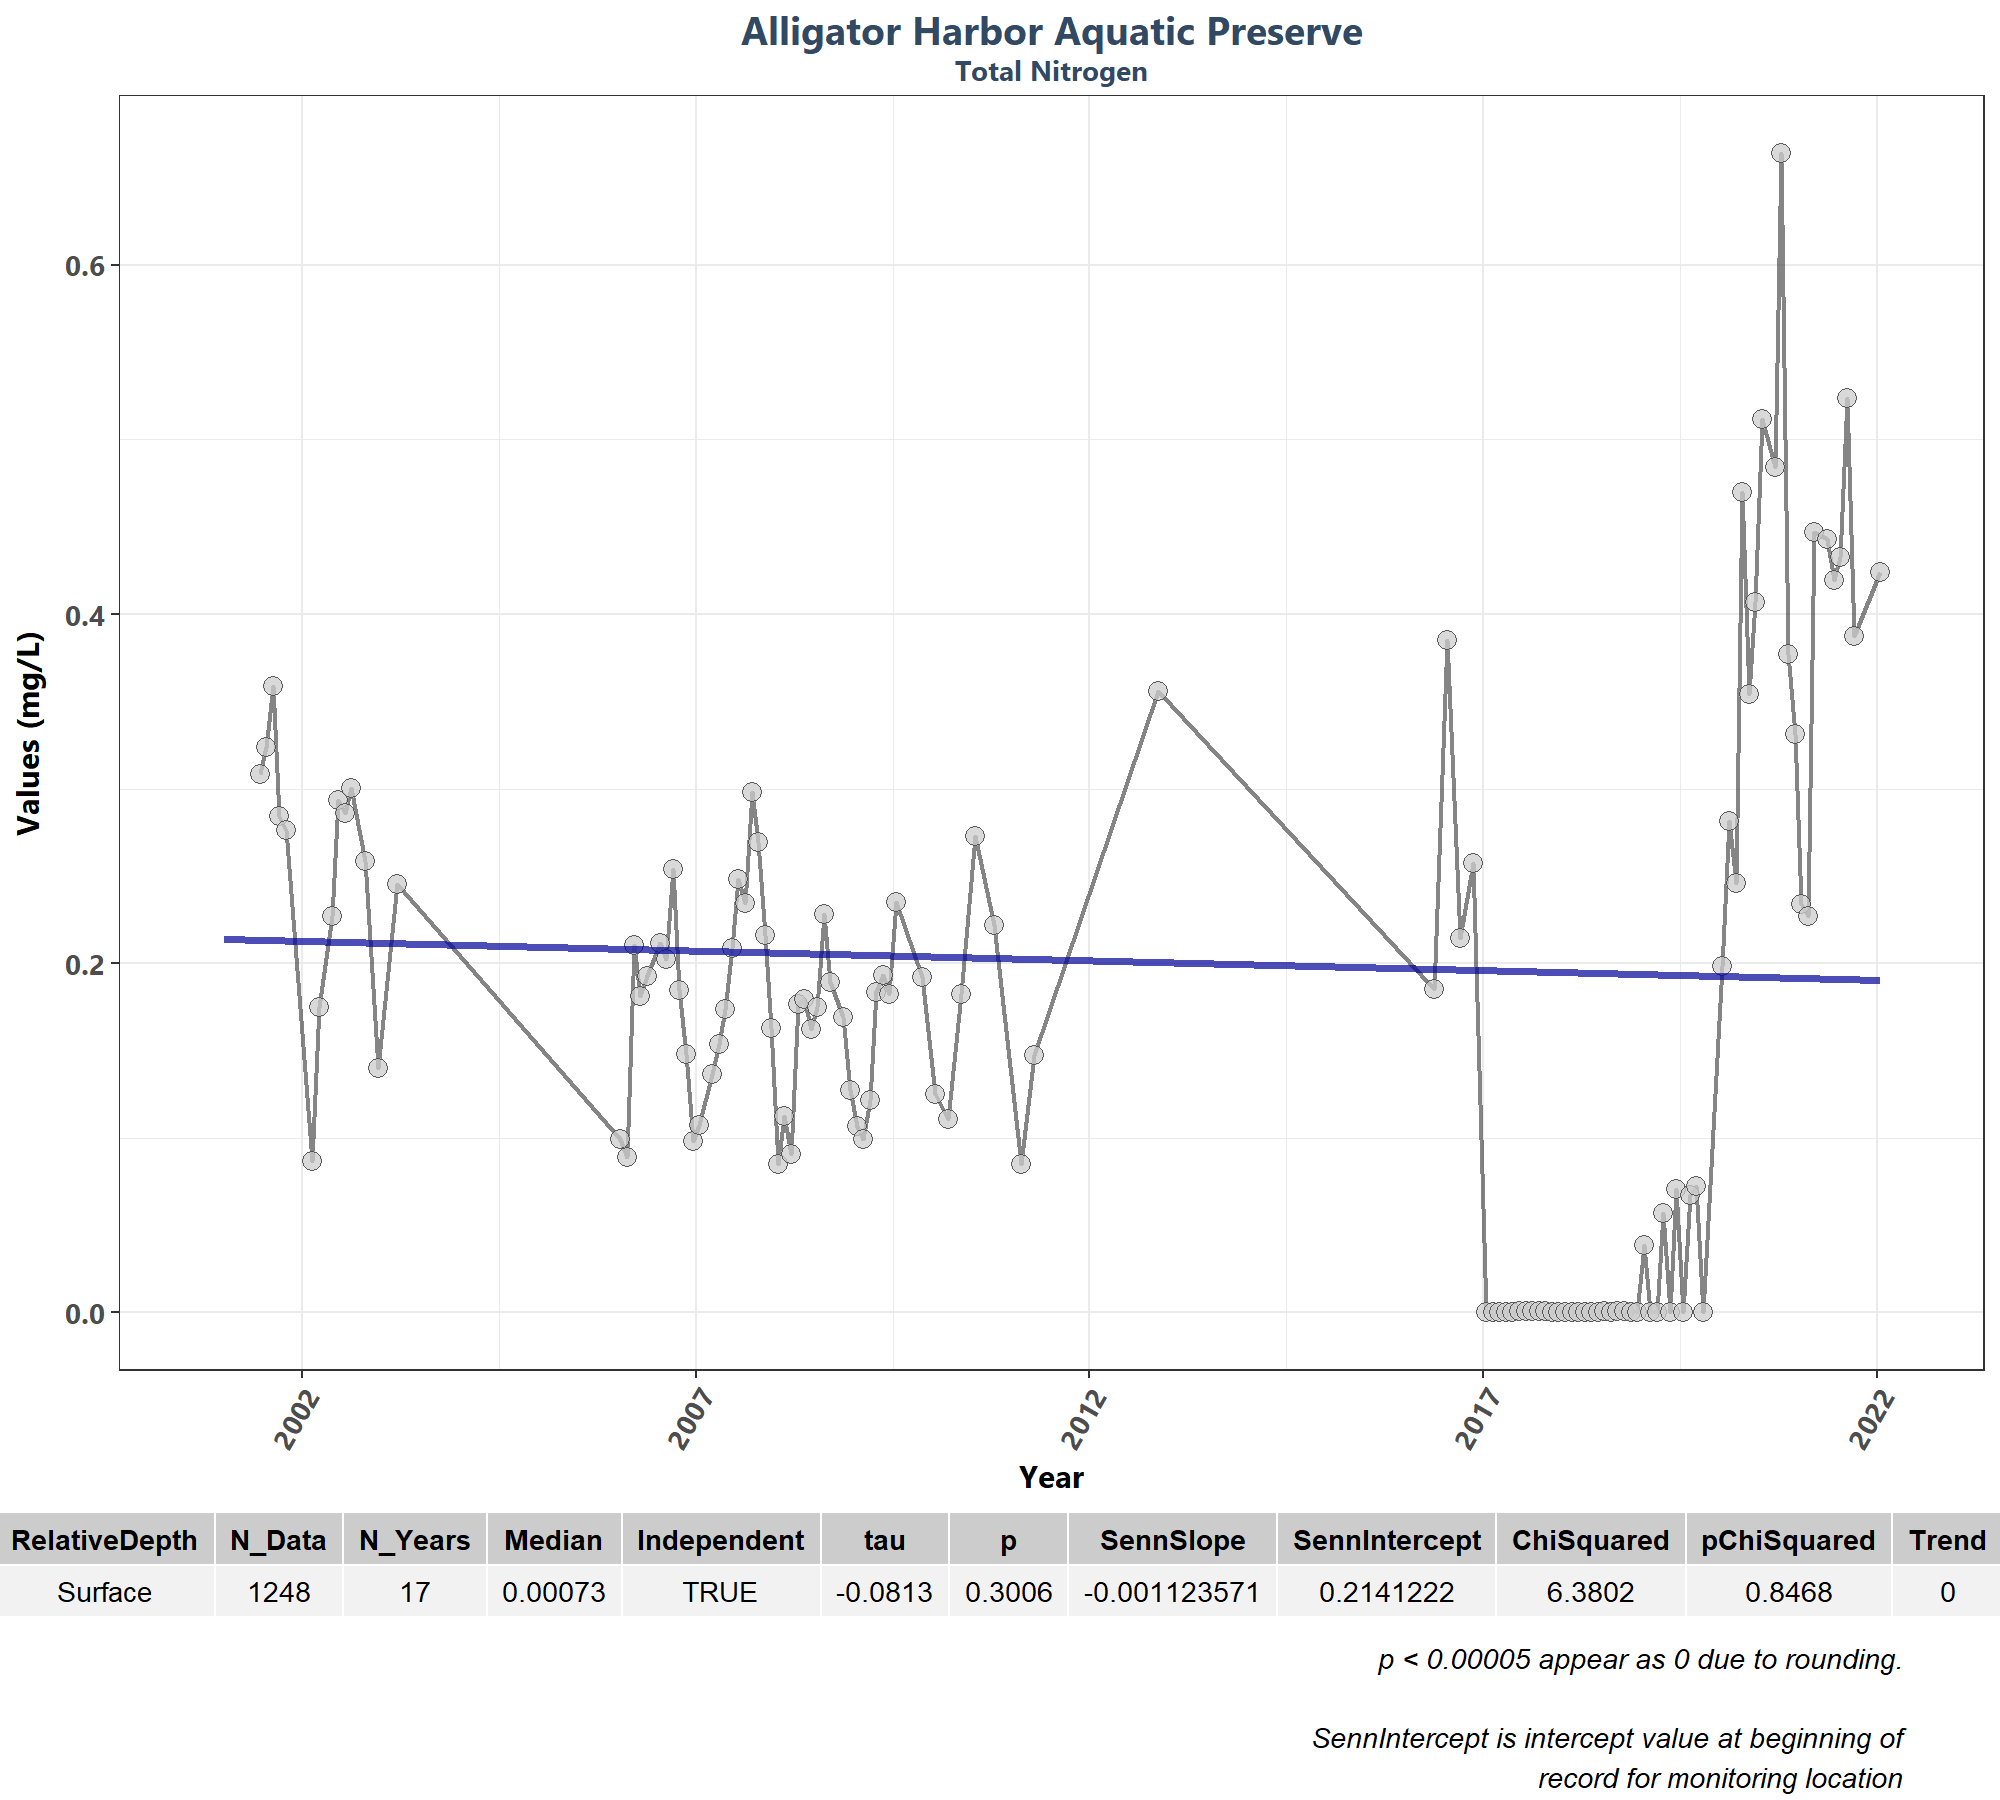 Alligator Harbor Aquatic Preserve
Total Nitrogen
Values (mg/L)
0.6
0.4
0.2
0.0
2002 2007 2012 2017 2022
Year
RelativeDepth N_Data N_Years Median Independent tau p SennSlope SennIntercept ChiSquared pChiSquared Trend
Surface 1248 17 0.00073 TRUE -0.0813 0.3006 -0.001123571 0.2141222 6.3802 0.8468 0
p < 0.00005 appear as 0 due to rounding.
SennIntercept is intercept value at beginning of
record for monitoring location